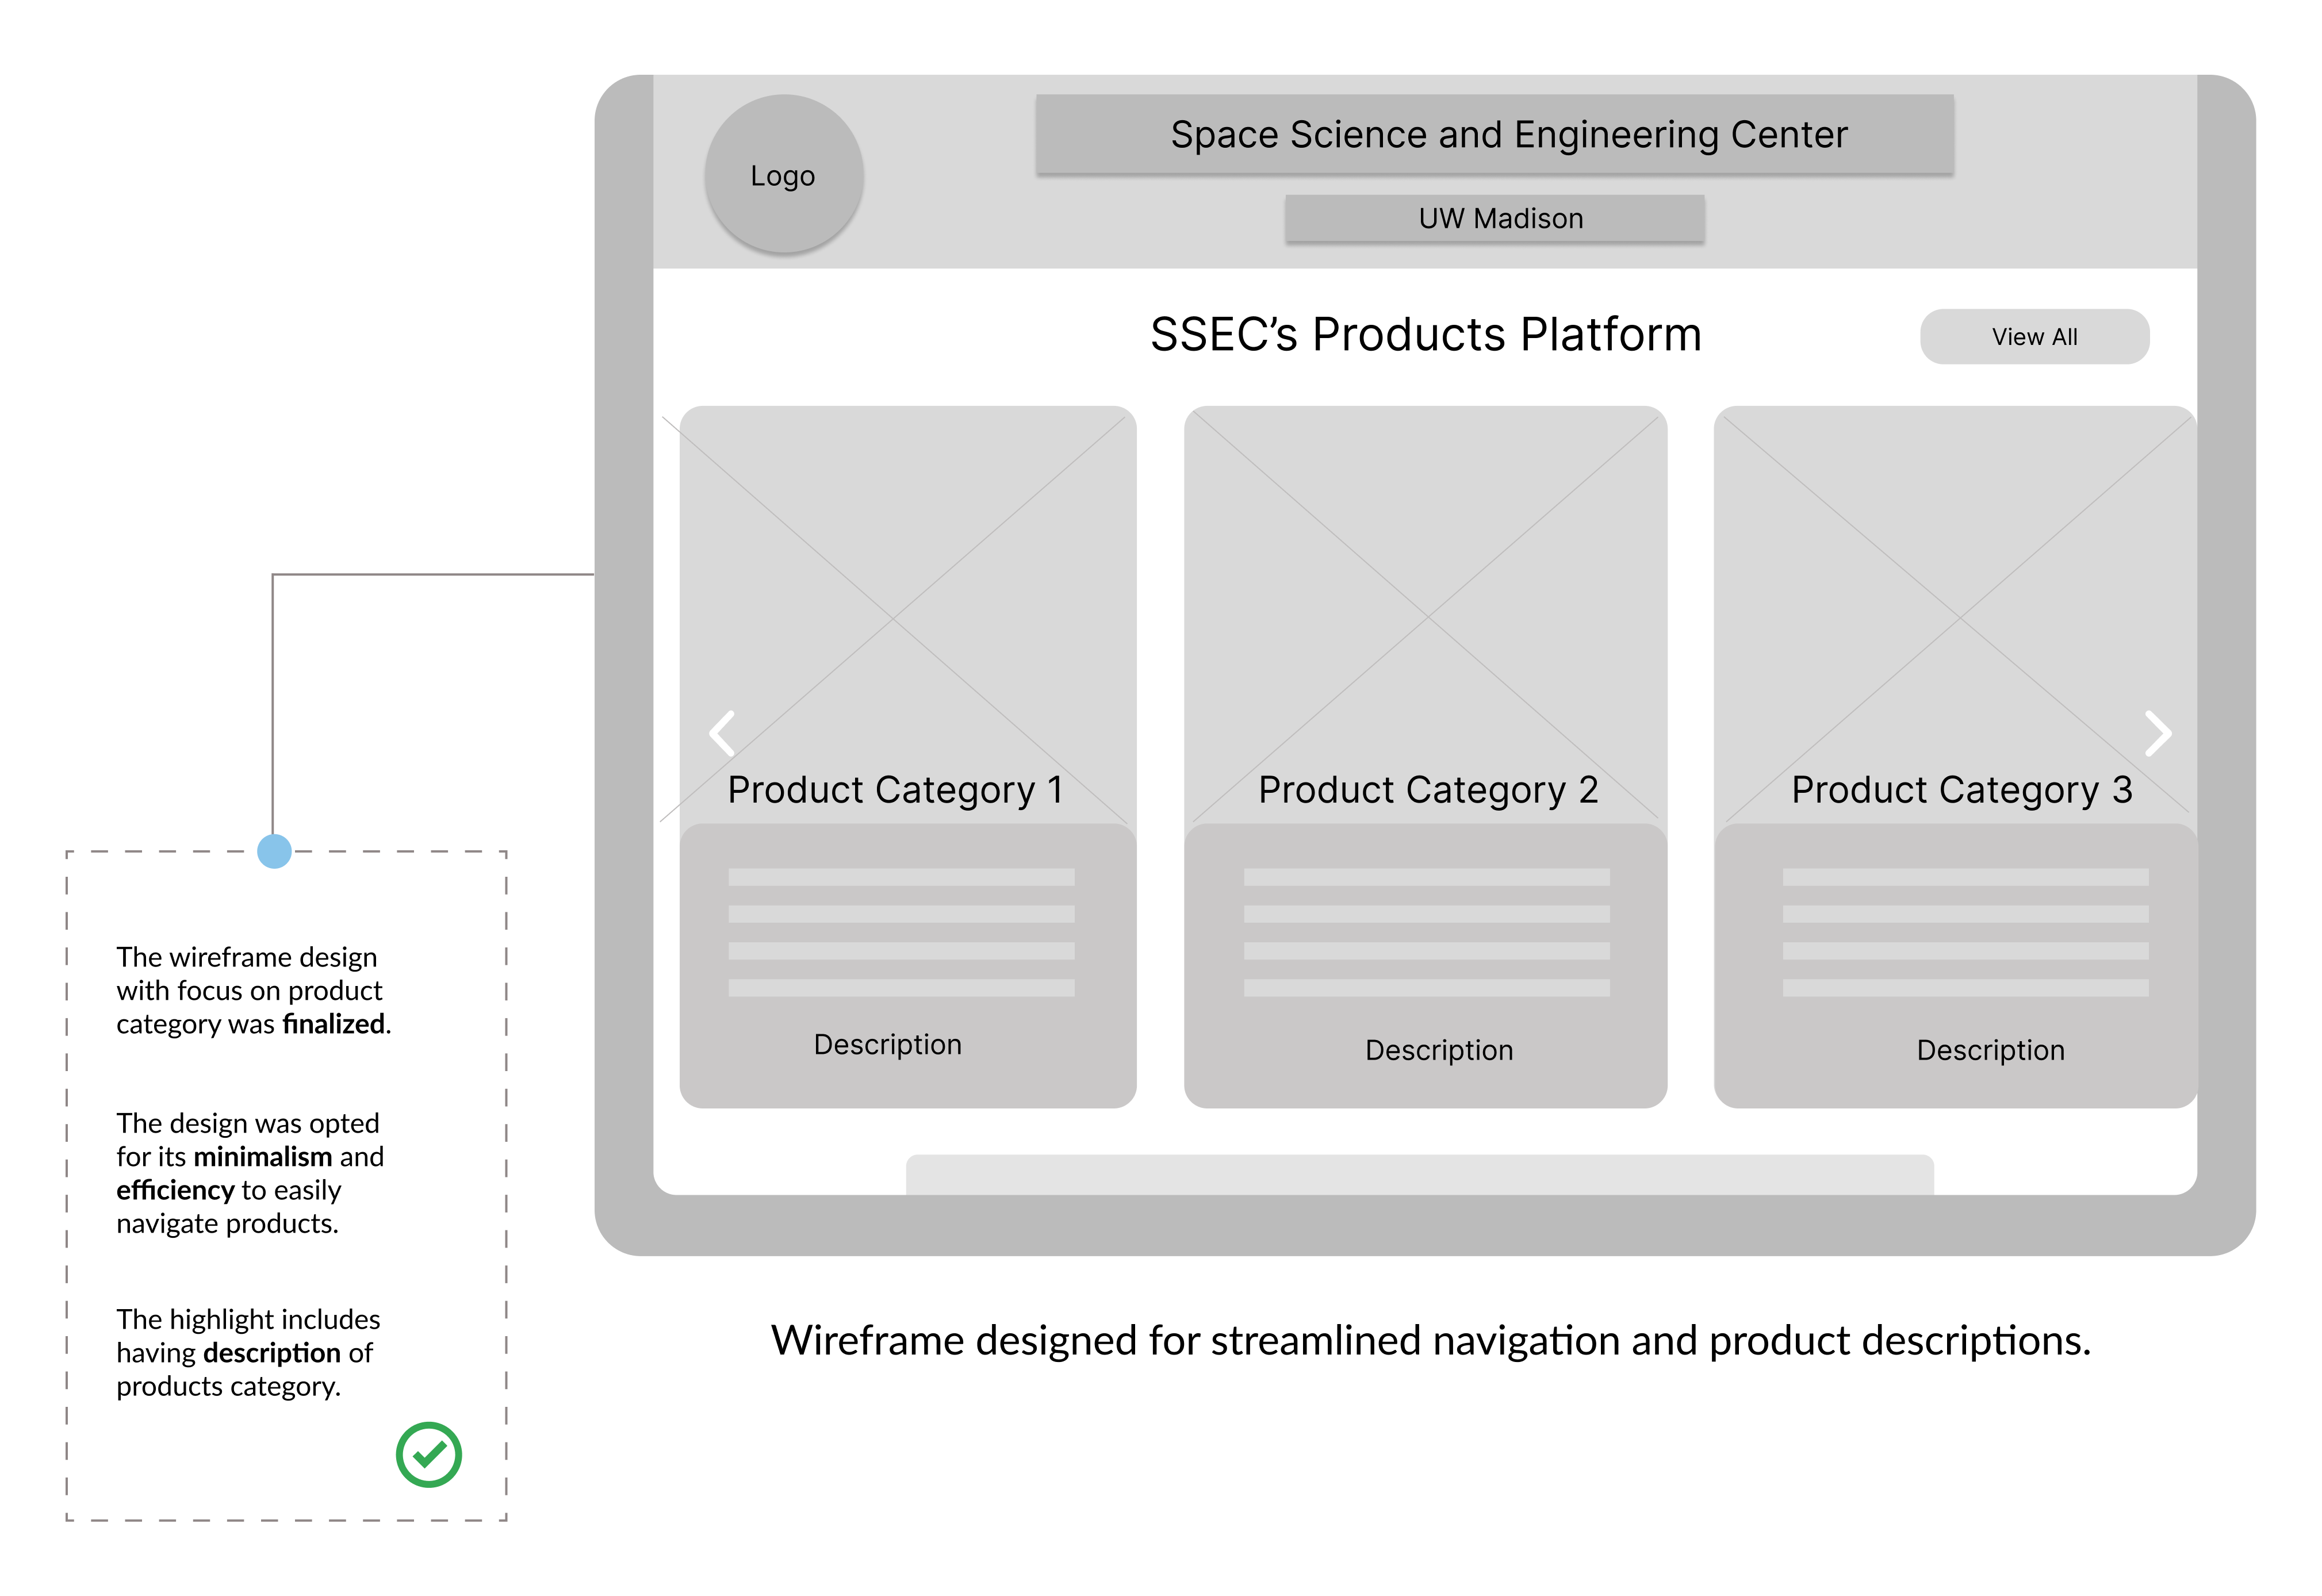 Logo
Space Science and Engineering Center
UW Madison
SSEC’s Products Platform
View All
Product Category 1
Product Category 2
Product Category 3
Description
Description
Description
The wireframe design
with focus on product
category was finalized.
The design was opted
for its minimalism and
efficiency to easily
navigate products.
The highlight includes
having description of
products category.
Wireframe designed for streamlined navigation and product descriptions.